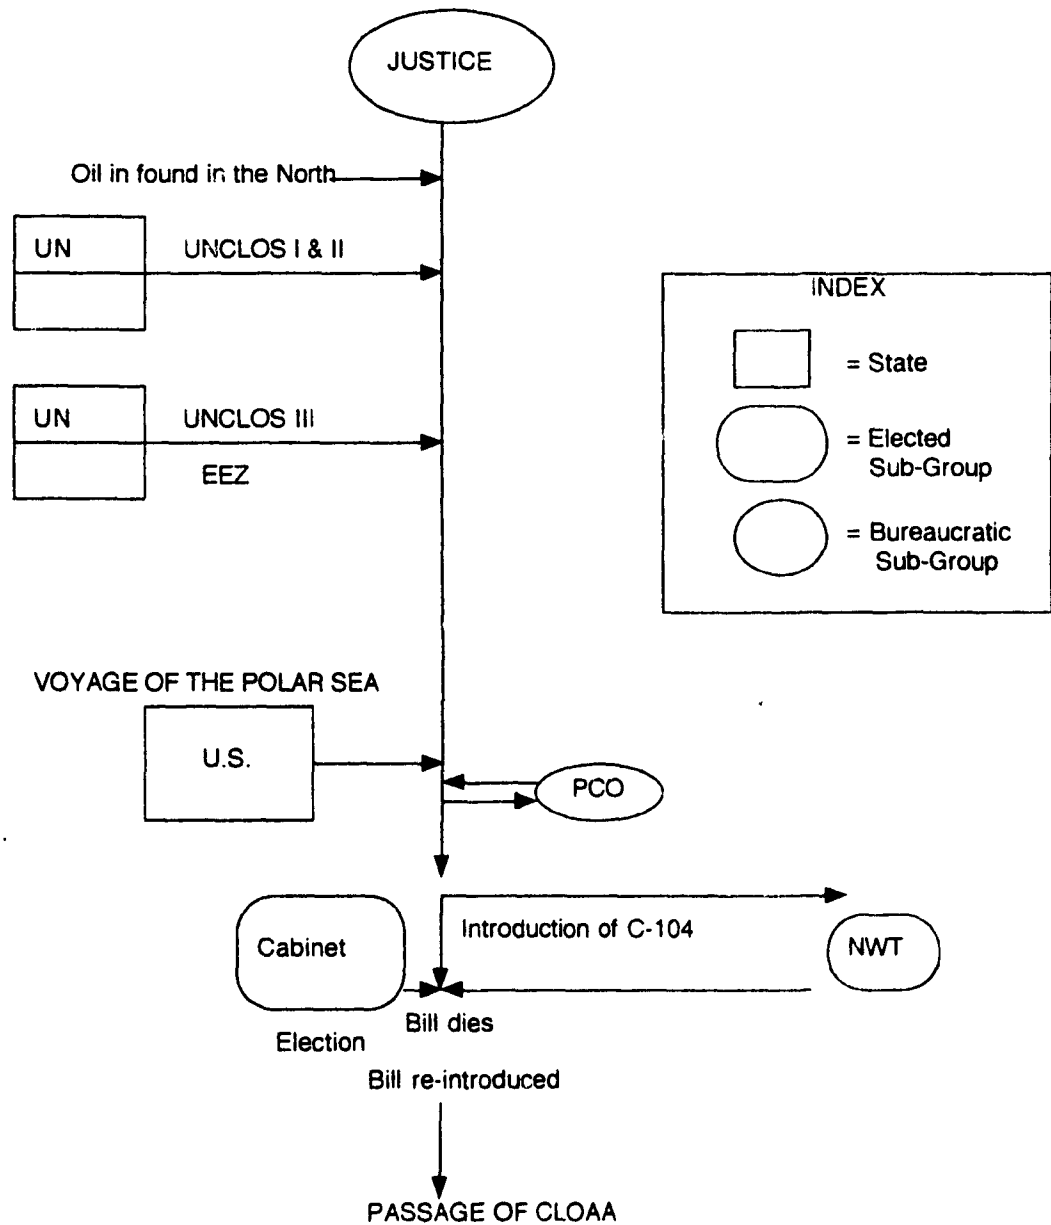 JUSTICE
Oil in found in the North
UN
UNCLOS I & II
INDEX
= State
UN
UNCLOS III
EEZ
= Elected
Sub-Group
= Bureaucratic
Sub-Group
VOYAGE OF THE POLAR SEA
U.S.
PCO
Cabinet
Introduction of C-104
NWT
Bill dies
Election
Bill re-introduced
PASSAGE OF CLOAA